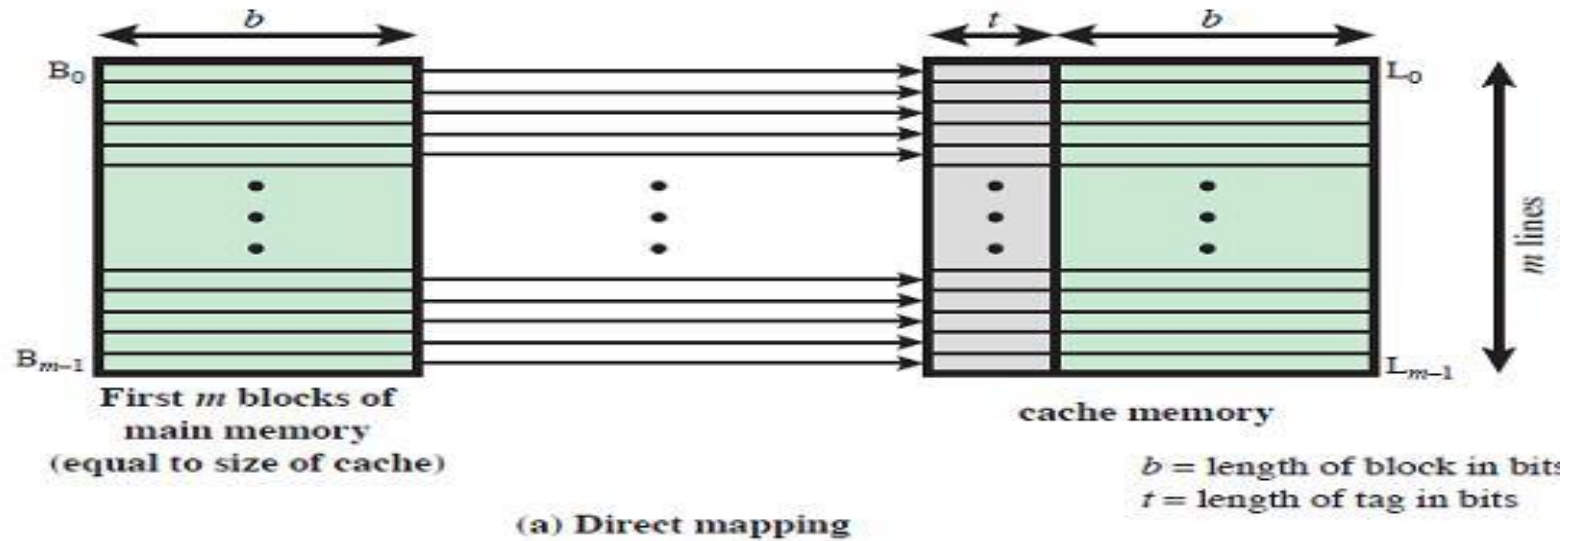 b
t
b
B0
L0
m lines
Bm–1
Lm–1
First m blocks of
main memory
(equal to size of cache)
cache memory
b = length of block in bits
t = length of tag in bits
(a) Direct mapping